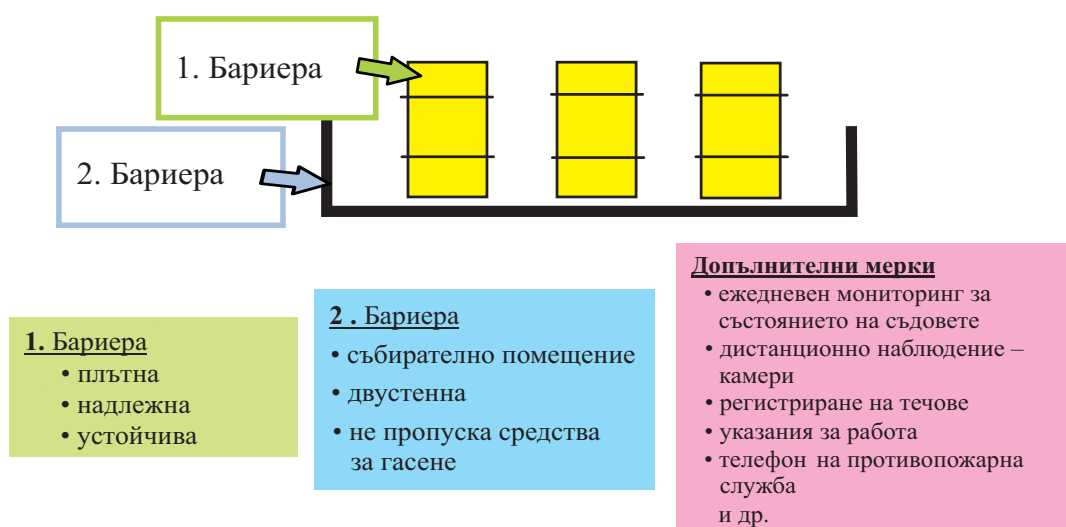 1. Бариера
2. Бариера
1. Бариера
• плътна
• надлежна
• устойчива
2 . Бариера
• събирателно помещение
• двустенна
• не пропуска средства
за гасене
Допълнителни мерки
• ежедневен мониторинг за
състоянието на съдовете
• дистанционно наблюдение –
камери
• регистриране на течове
• указания за работа
• телефон на противопожарна
служба
и др.